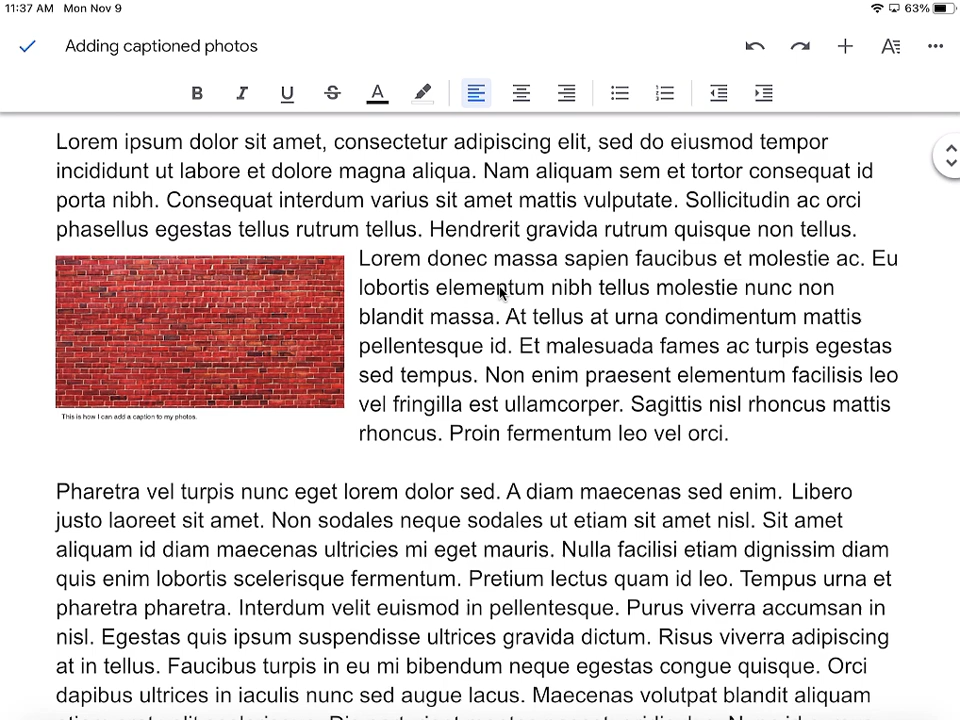 11:37 AM Mon Nov 9
63%
Adding captioned photos
B I U S A
Lorem ipsum dolor sit amet, consectetur adipiscing elit, sed do eiusmod tempor
incididunt ut labore et dolore magna aliqua. Nam aliquam sem et tortor consequat id
porta nibh. Consequat interdum varius sit amet mattis vulputate. Sollicitudin ac orci
phasellus egestas tellus rutrum tellus. Hendrerit gravida rutrum quisque non tellus.
Lorem donec massa sapien faucibus et molestie ac. Eu
lobortis elementum nibh tellus molestie nunc non
blandit massa. At tellus at urna condimentum mattis
pellentesque id. Et malesuada fames ac turpis egestas
sed tempus. Non enim praesent elementum facilisis leo
vel fringilla est ullamcorper. Sagittis nisl rhoncus mattis
rhoncus. Proin fermentum leo vel orci.
This is how I can add a caption to my photos.
Pharetra vel turpis nunc eget lorem dolor sed. A diam maecenas sed enim. Libero
justo laoreet sit amet. Non sodales neque sodales ut etiam sit amet nisl. Sit amet
aliquam id diam maecenas ultricies mi eget mauris. Nulla facilisi etiam dignissim diam
quis enim lobortis scelerisque fermentum. Pretium lectus quam id leo. Tempus urna et
pharetra pharetra. Interdum velit euismod in pellentesque. Purus viverra accumsan in
nisl. Egestas quis ipsum suspendisse ultrices gravida dictum. Risus viverra adipiscing
at in tellus. Faucibus turpis in eu mi bibendum neque egestas congue quisque. Orci
dapibus ultrices in iaculis nunc sed augue lacus. Maecenas volutpat blandit aliquam